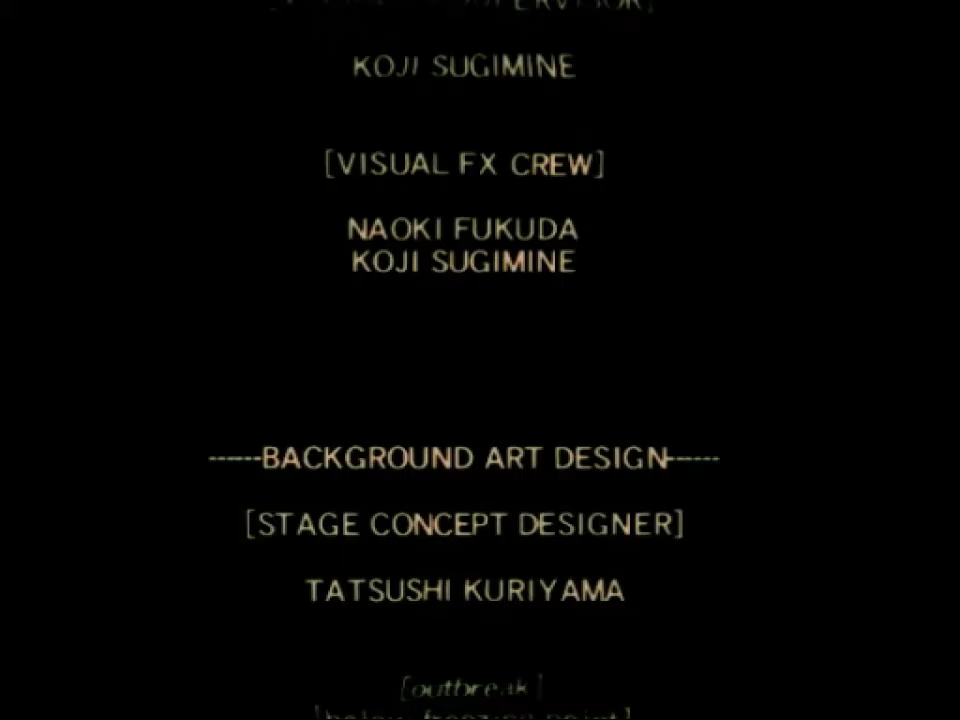 KOJI SUGIMINE
[VISUAL FX CREW]
NAOKI FUKUDA
KOJI SUGIMINE
------BACKGROUND ART DESIGN------
[STAGE CONCEPT DESIGNER]
TATSUSHI KURIYAMA
[outbreak]